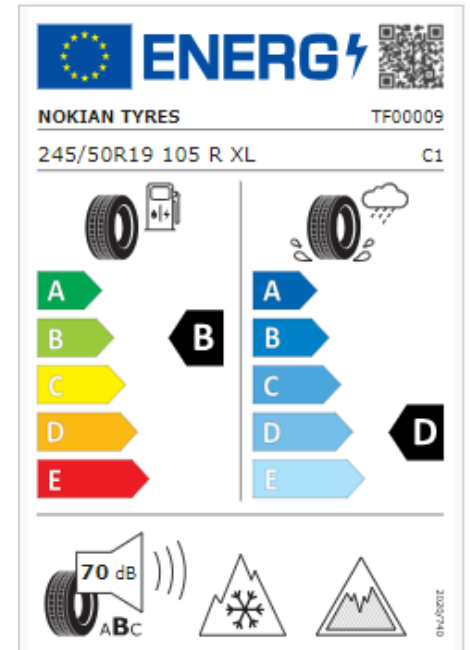 ENERG
NOKIAN TYRES TF00009
245/50R19 105 R XL C1
A A
B B B
C C
D D D
E E
70 dB
ABC
2020/740